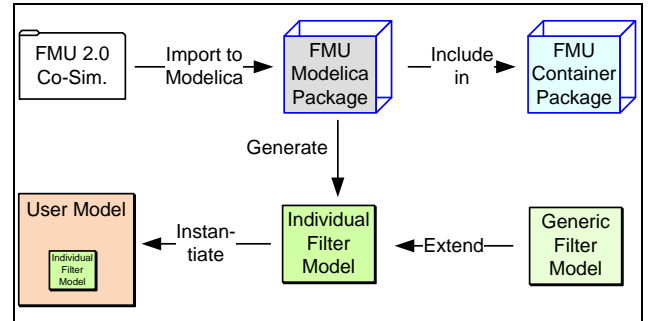 FMU 2.0
Co-Sim.
Import to
Modelica
FMU
Modelica
Package
Include
in
FMU
Container
Package
Generate
User Model
Individual
Filter
Model
Instan-
tiate
Individual
Filter
Model
Extend
Generic
Filter
Model